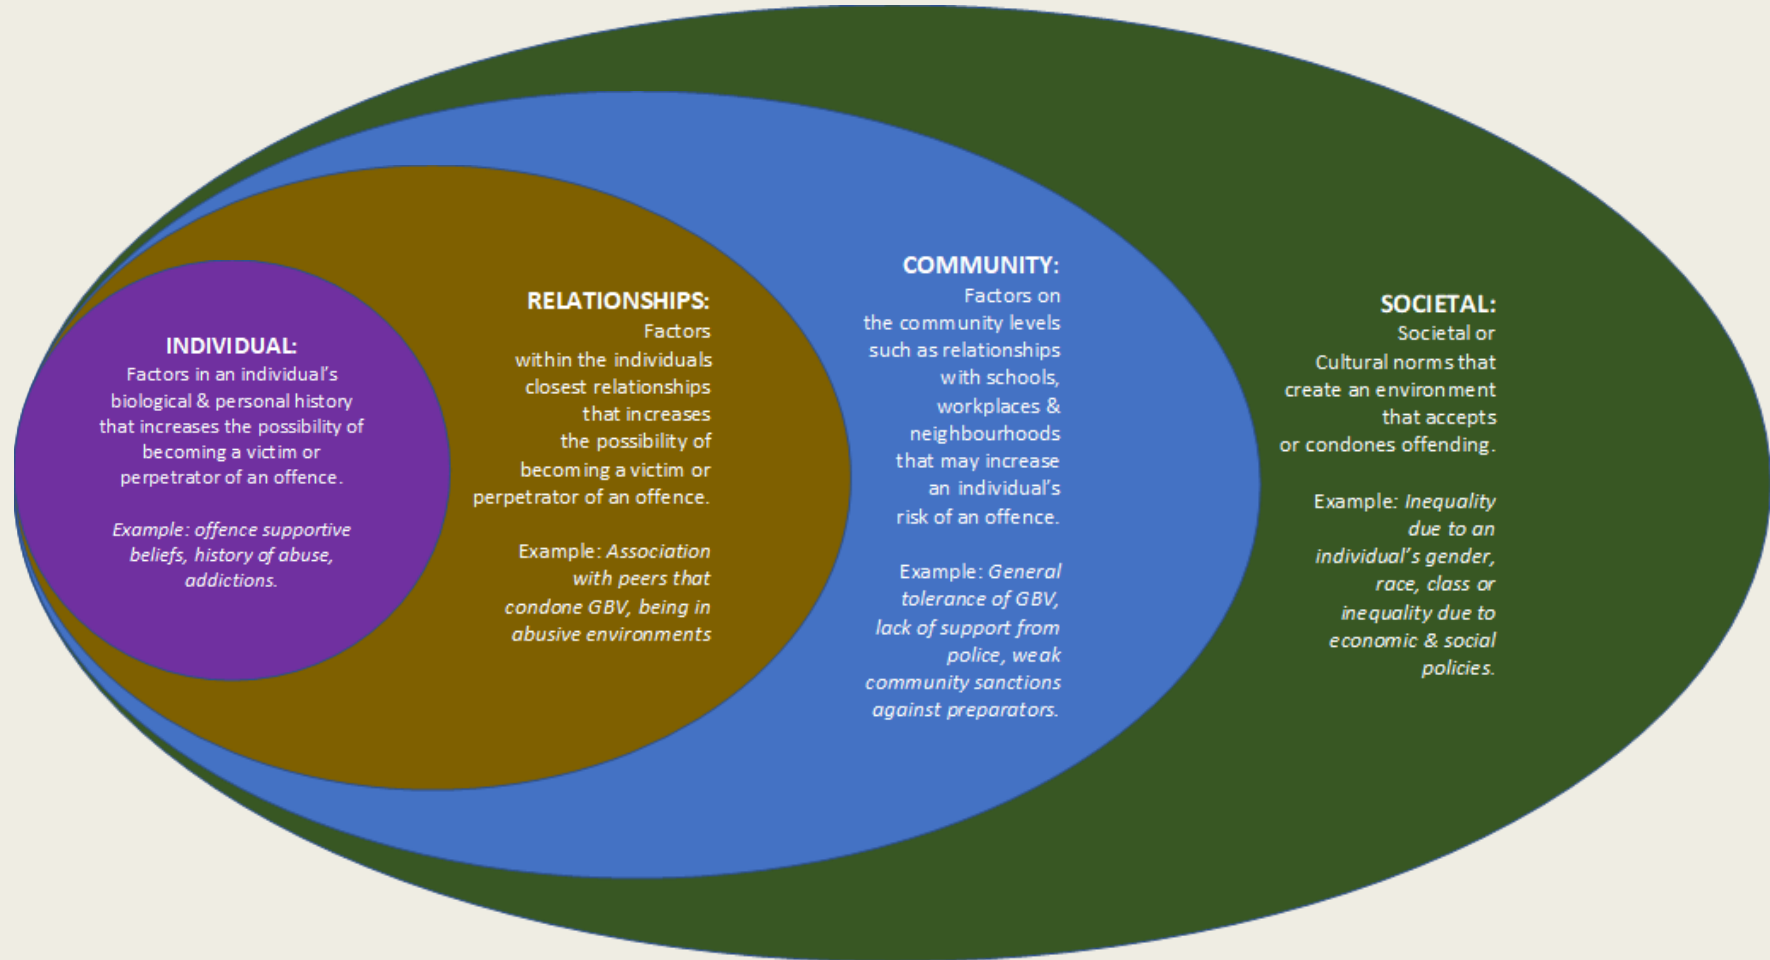 INDIVIDUAL:
Factors in an individual's
biological & personal history
that increases the possibility of
becoming a victim or
perpetrator of an offence.
Example: offence supportive
beliefs, history of abuse,
addictions.
RELATIONSHIPS:
Factors
within the individuals
closest relationships
that increases
the possibility of
becoming a victim or
perpetrator of an offence.
Example: Association
with peers that
condone GBV, being in
abusive environments
COMMUNITY:
Factors on
the community levels
such as relationships
with schools,
workplaces &
neighbourhoods
that may increase
an individual's
risk of an offence.
Example: General
tolerance of GBV,
lack of support from
police, weak
community sanctions
against preparators.
SOCIETAL:
Societal or
Cultural norms that
create an environment
that accepts
or condones offending.
Example: Inequality
due to an
individual's gender,
race, class or
inequality due to
economic & social
policies.